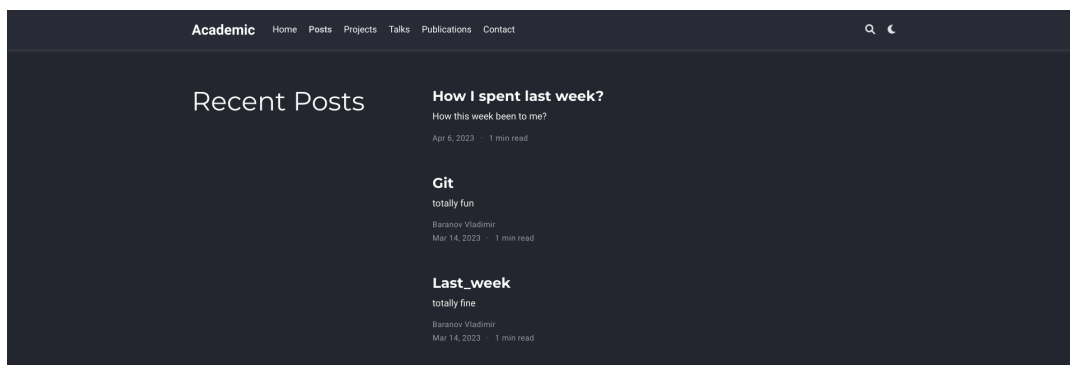 Academic Home Posts Projects Talks Publications Contact
Recent Posts
How I spent last week?
How this week been to me?
Apr 6, 2023 · 1 min read
Git
totally fun
Baranov Vladimir
Mar 14, 2023 · 1 min read
Last_week
totally fine
Baranov Vladimir
Mar 14, 2023 · 1 min read